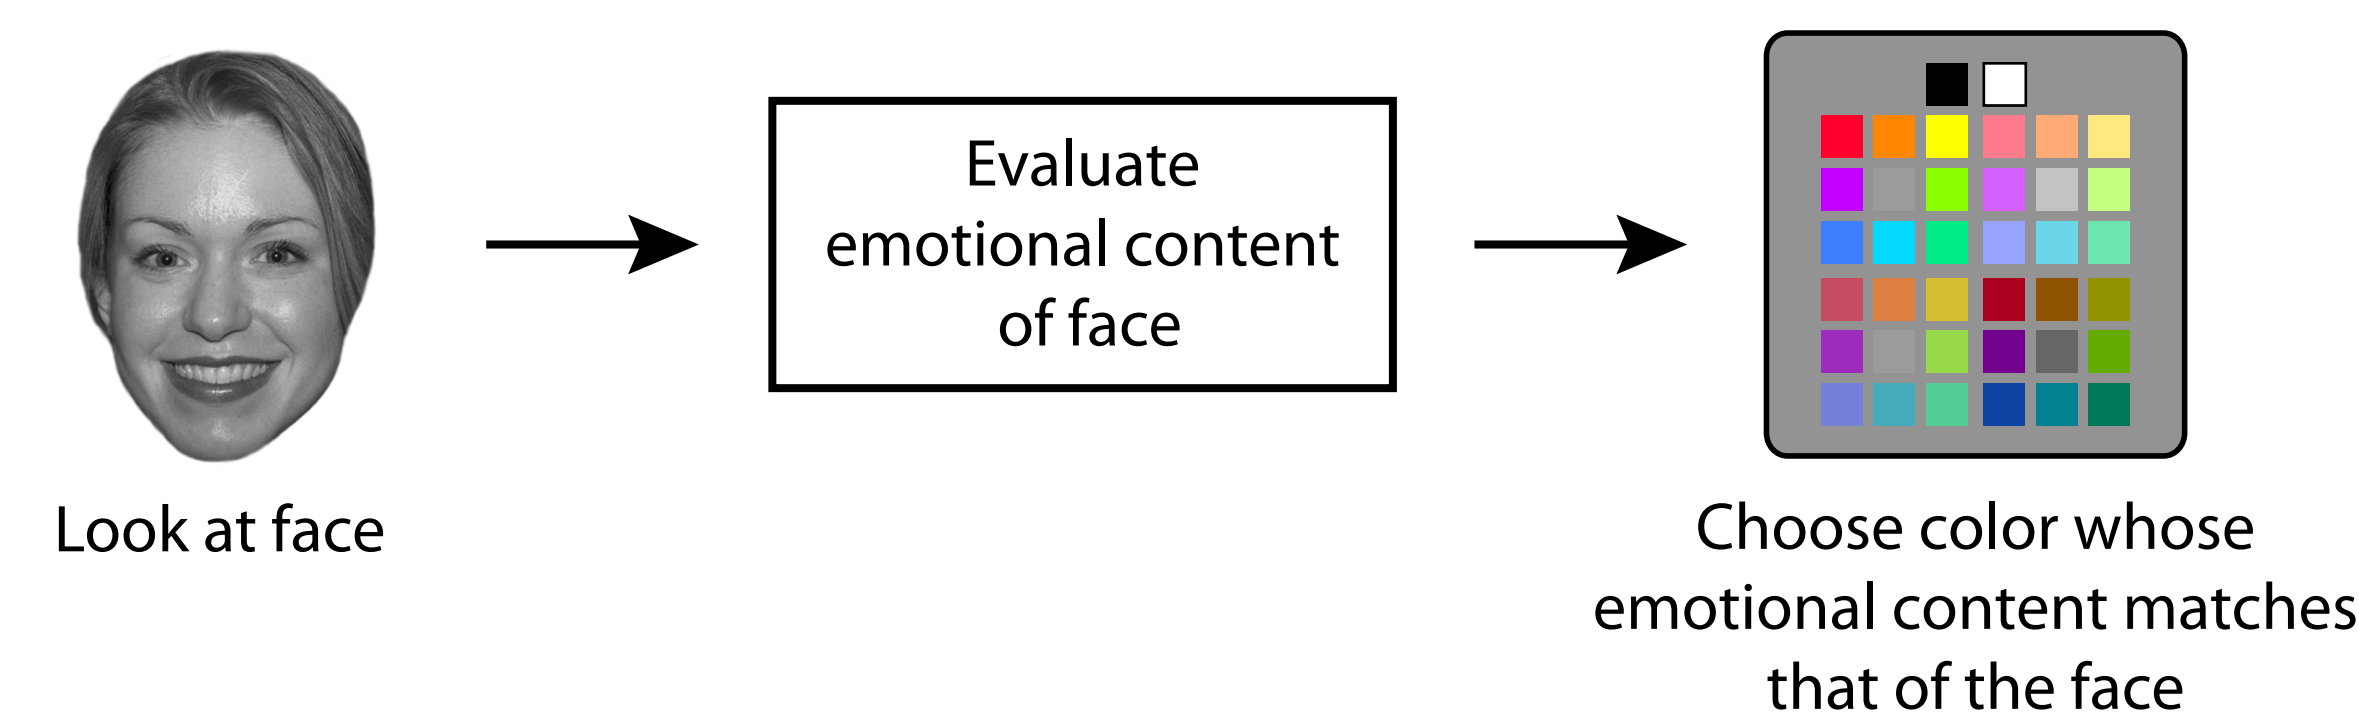 Look at face
Evaluate
emotional content
of face
Choose color whose
emotional content matches
that of the face